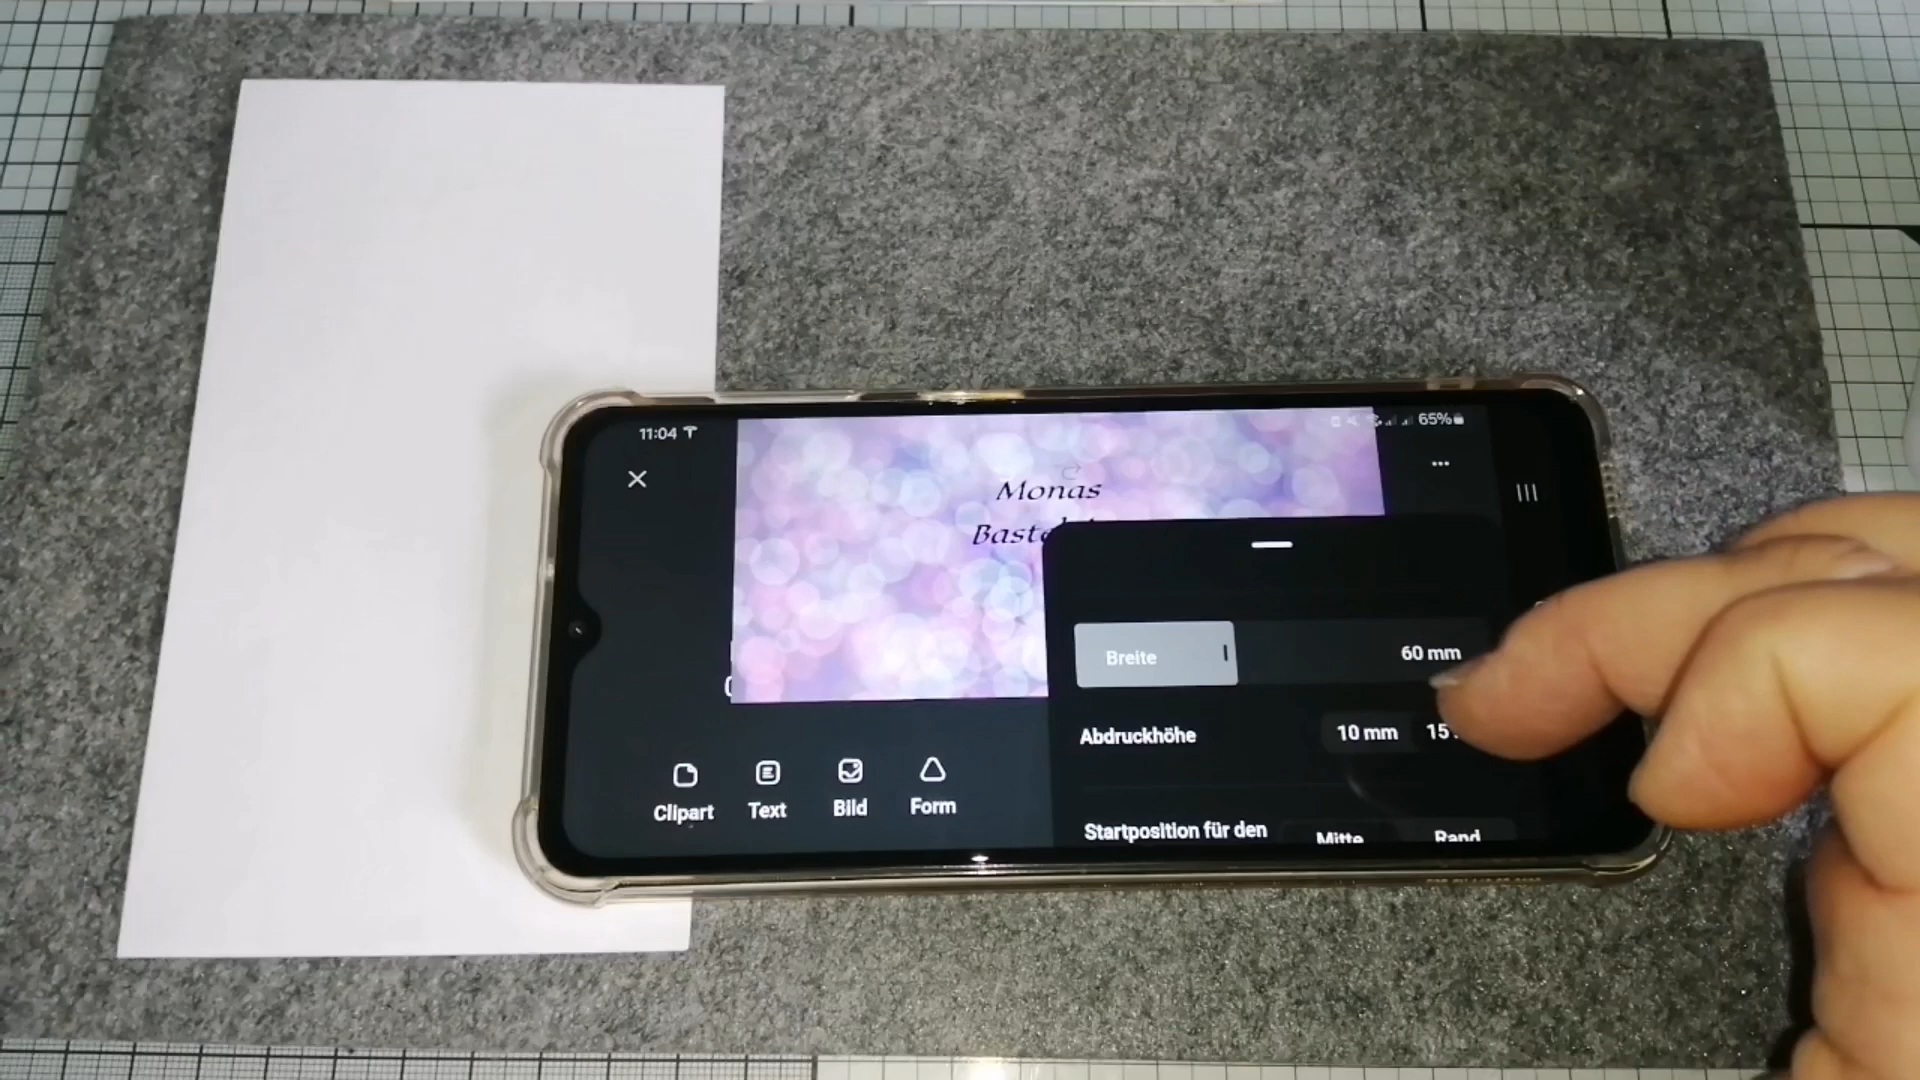 11:04
65%
Monas
Breite
60 mm
Abdruckhöhe
10 mm
Clipart
Text
Bild
Form
Startposition für den
Mitte
Rand